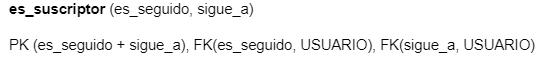 es_suscriptor (es_seguido, sigue_a)
PK (es_seguido + sigue_a), FK(es_seguido, USUARIO), FK(sigue_a, USUARIO)